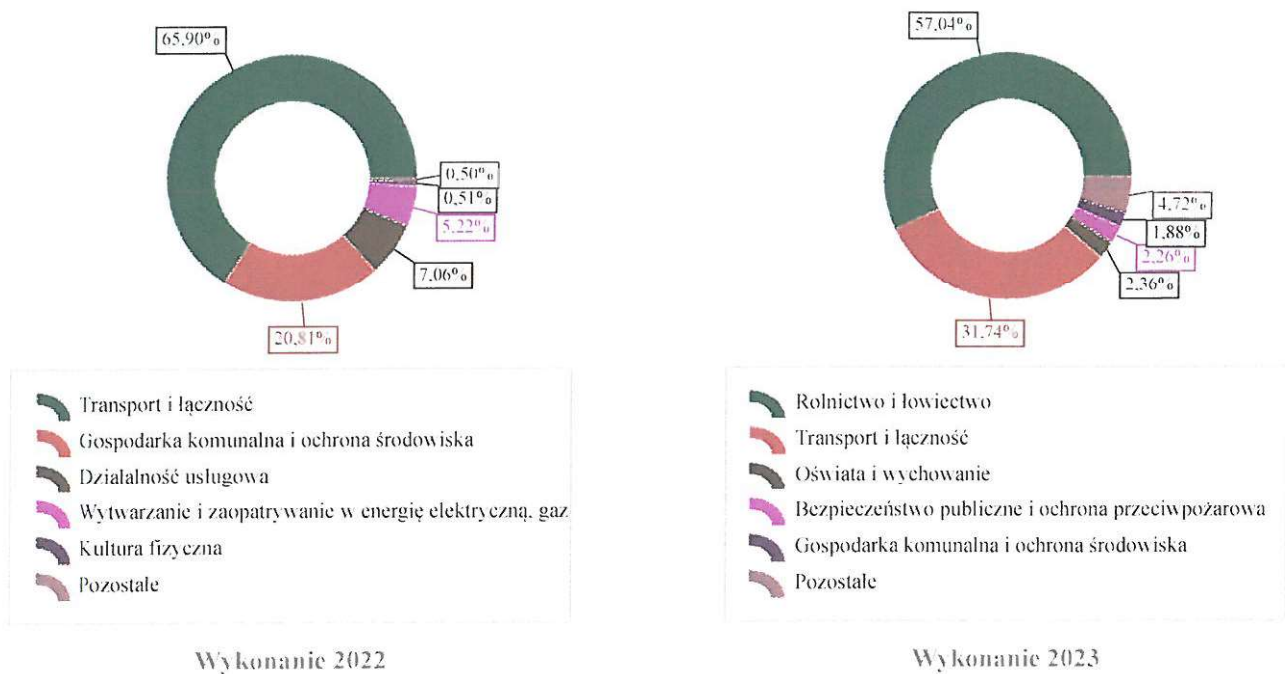 65,90%
0,50%
0,51%
5,22%
7,06%
20,81%
Transport i łączność
Gospodarka komunalna i ochrona środowiska
Działalność usługowa
Wytwarzanie i zaopatrywanie w energię elektryczną, gaz
Kultura fizyczna
Pozostałe
Wykonanie 2022
57,04%
4,72%
1,88%
2,26%
2,36%
31,74%
Rolnictwo i łowiectwo
Transport i łączność
Oświata i wychowanie
Bezpieczeństwo publiczne i ochrona przeciwpożarowa
Gospodarka komunalna i ochrona środowiska
Pozostałe
Wykonanie 2023